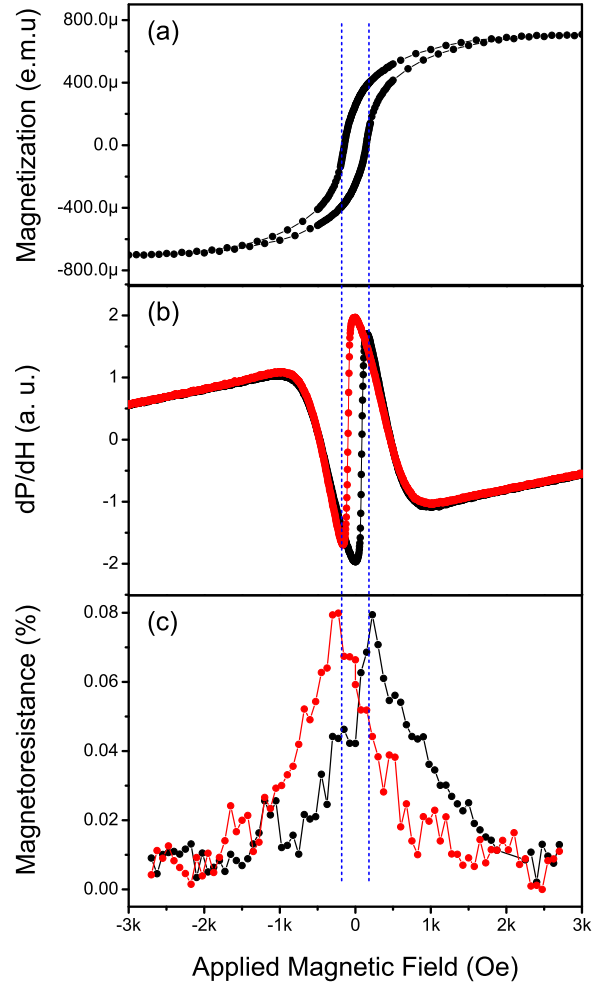 (a)
Magnetization (e.m.u)
800.0µ
400.0µ
0.0
-400.0µ
-800.0µ
(b)
dP/dH (a. u.)
2
1
0
-1
-2
(c)
Magnetoresistance (%)
0.08
0.06
0.04
0.02
0.00
-3k -2k -1k 0 1k 2k 3k
Applied Magnetic Field (Oe)